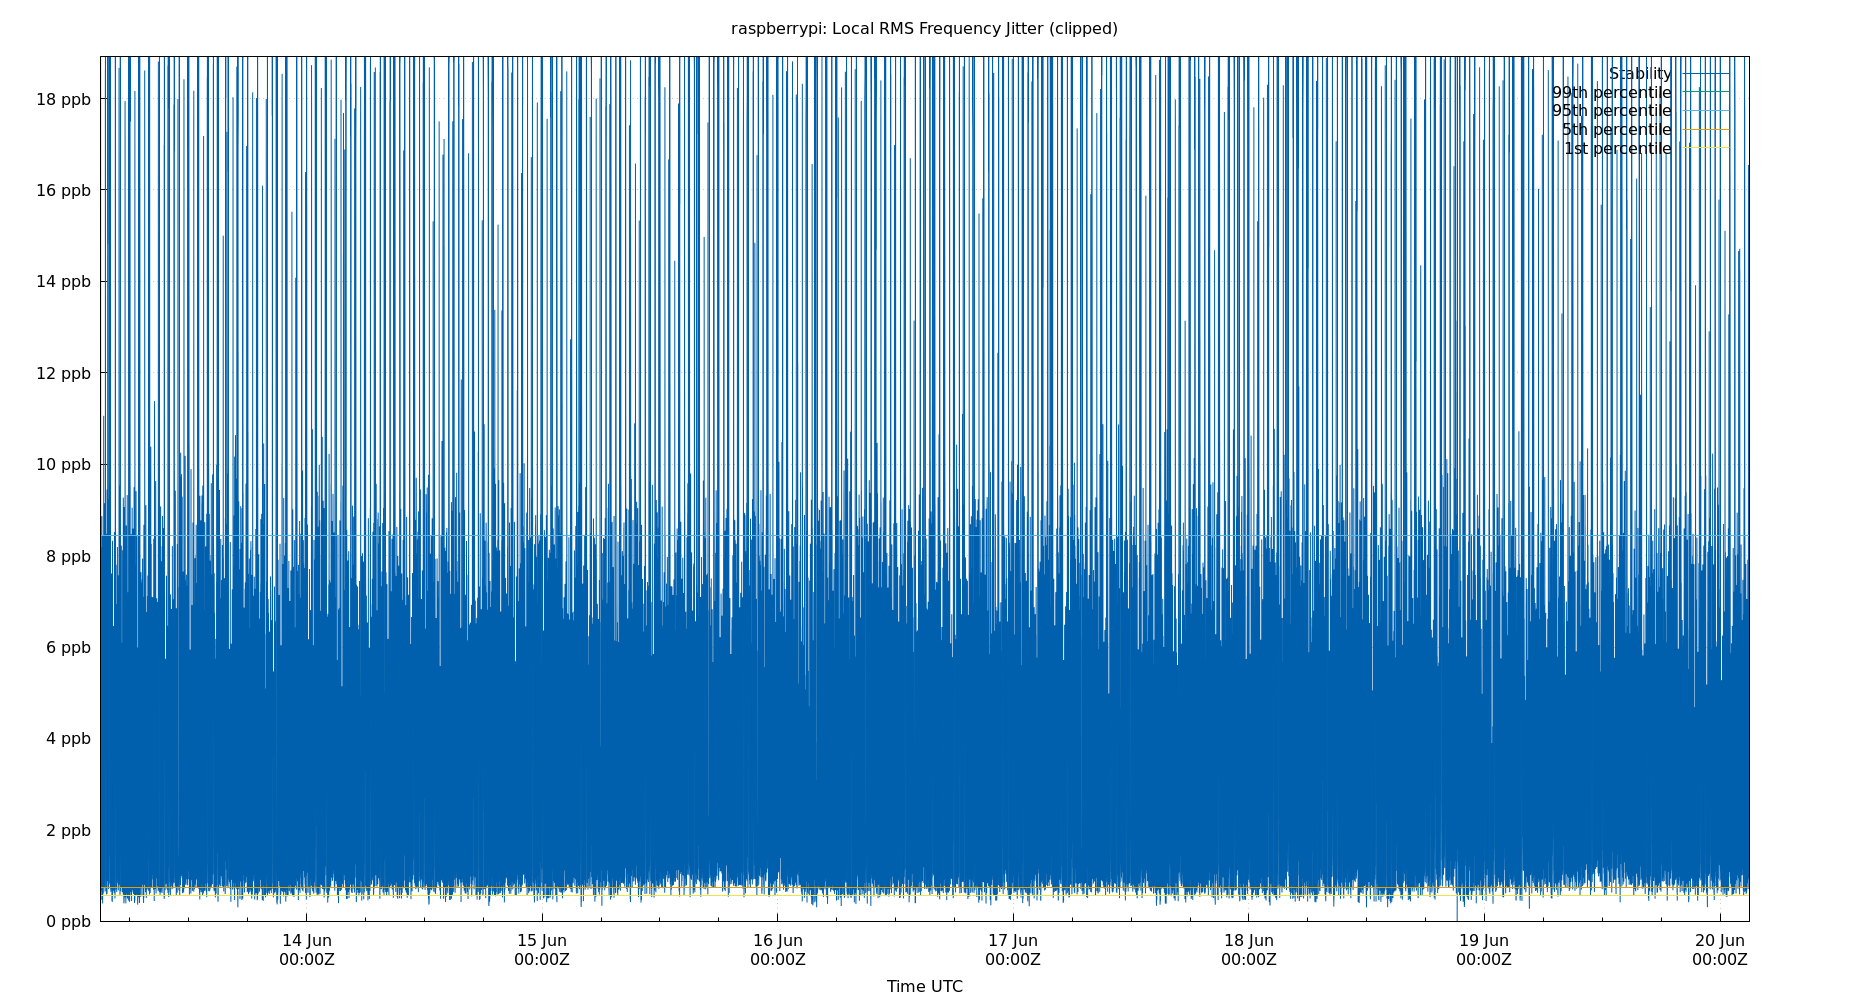 raspberrypi: Local RMS Frequency Jitter (clipped)
Stability
99th percentile
95th percentile
5th percentile
1st percentile
18 ppb
16 ppb
14 ppb
12 ppb
10 ppb
8 ppb
6 ppb
4 ppb
2 ppb
0 ppb
14 Jun 15 Jun 16 Jun 17 Jun 18 Jun 19 Jun 20 Jun
00:00Z 00:00Z 00:00Z 00:00Z 00:00Z 00:00Z 00:00Z
Time UTC